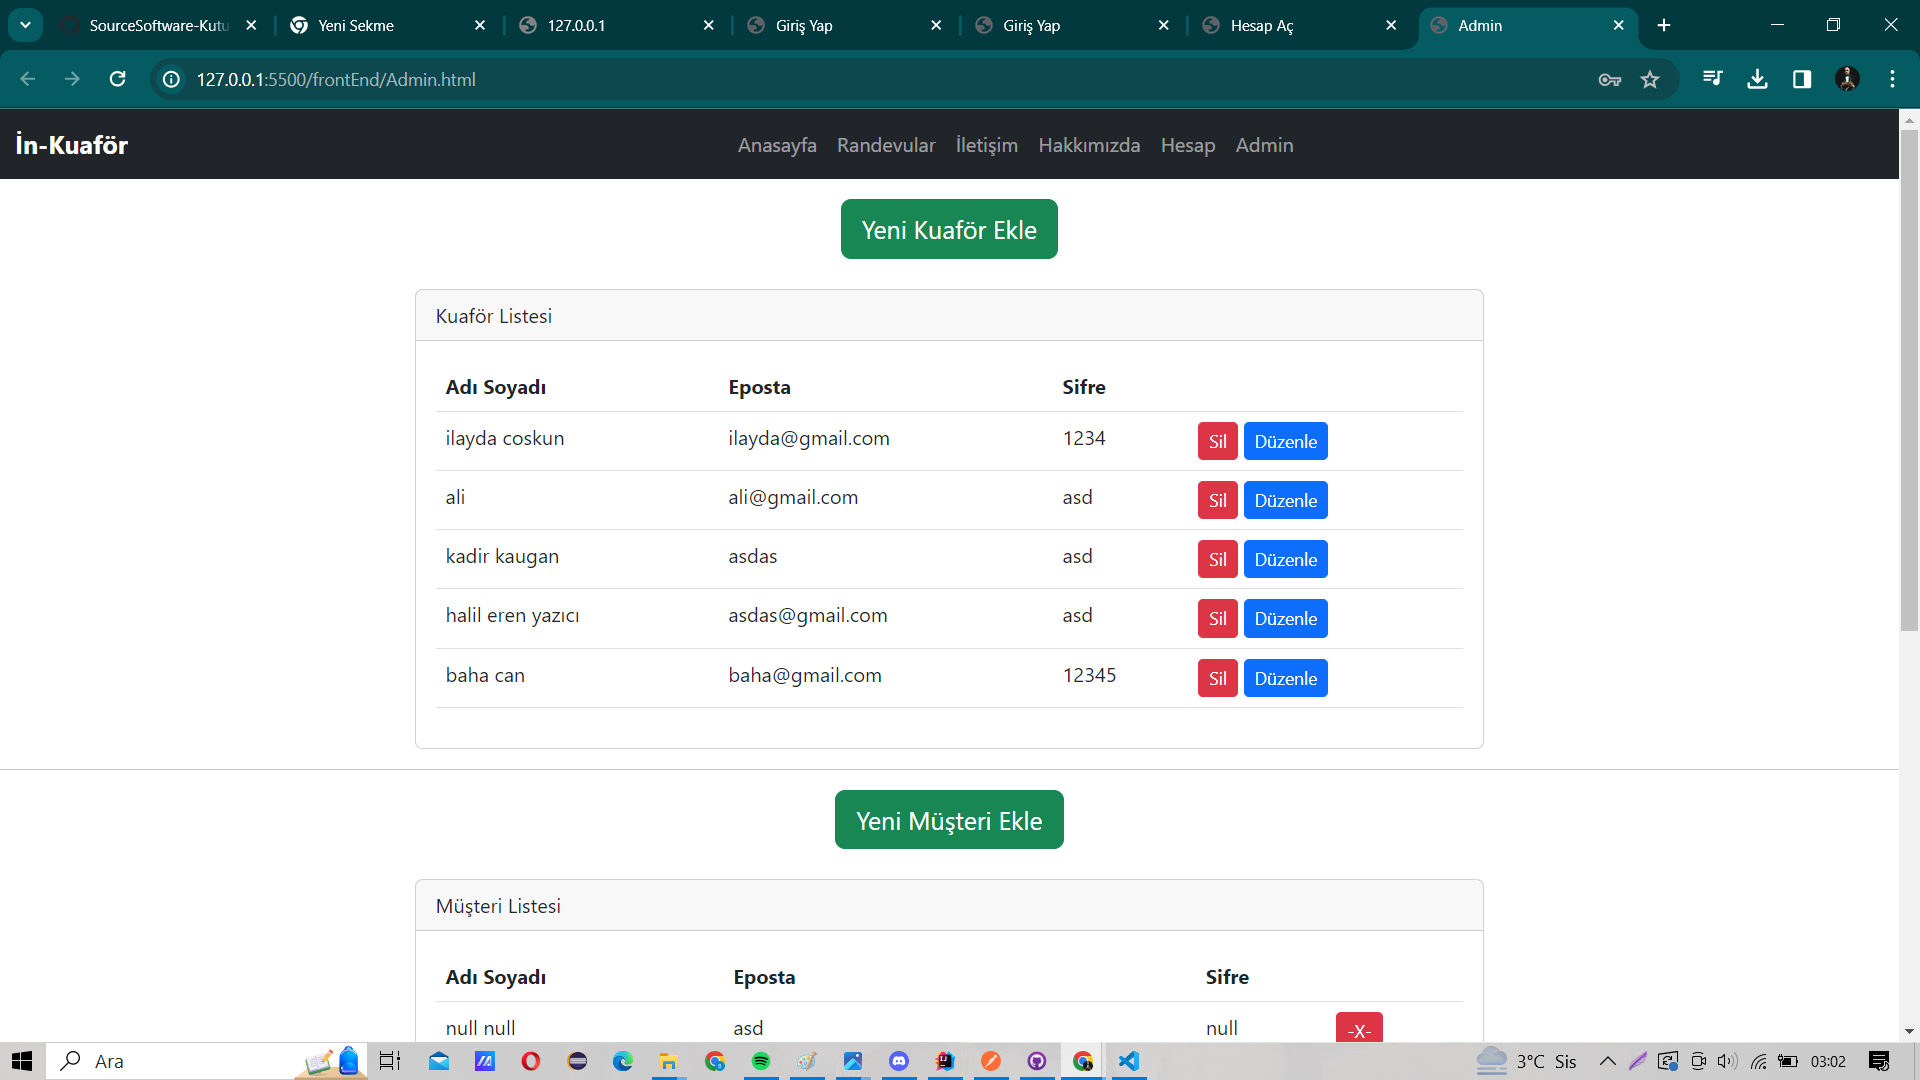 SourceSoftware-Kutu
Yeni Sekme
127.0.0.1
Giriş Yap
Giriş Yap
Hesap Aç
Admin
127.0.0.1:5500/frontEnd/Admin.html
İn-Kuaför
Anasayfa Randevular İletişim Hakkımızda Hesap Admin
Yeni Kuaför Ekle
Kuaför Listesi
Adı Soyadı Eposta Sifre
ilayda coskun ilayda@gmail.com 1234 Sil Düzenle
ali ali@gmail.com asd Sil Düzenle
kadir kaugan asdas asd Sil Düzenle
halil eren yazıcı asdas@gmail.com asd Sil Düzenle
baha can baha@gmail.com 12345 Sil Düzenle
Yeni Müşteri Ekle
Müşteri Listesi
Adı Soyadı Eposta Sifre
null null asd null -X-
Ara 3°C Sis 03:02